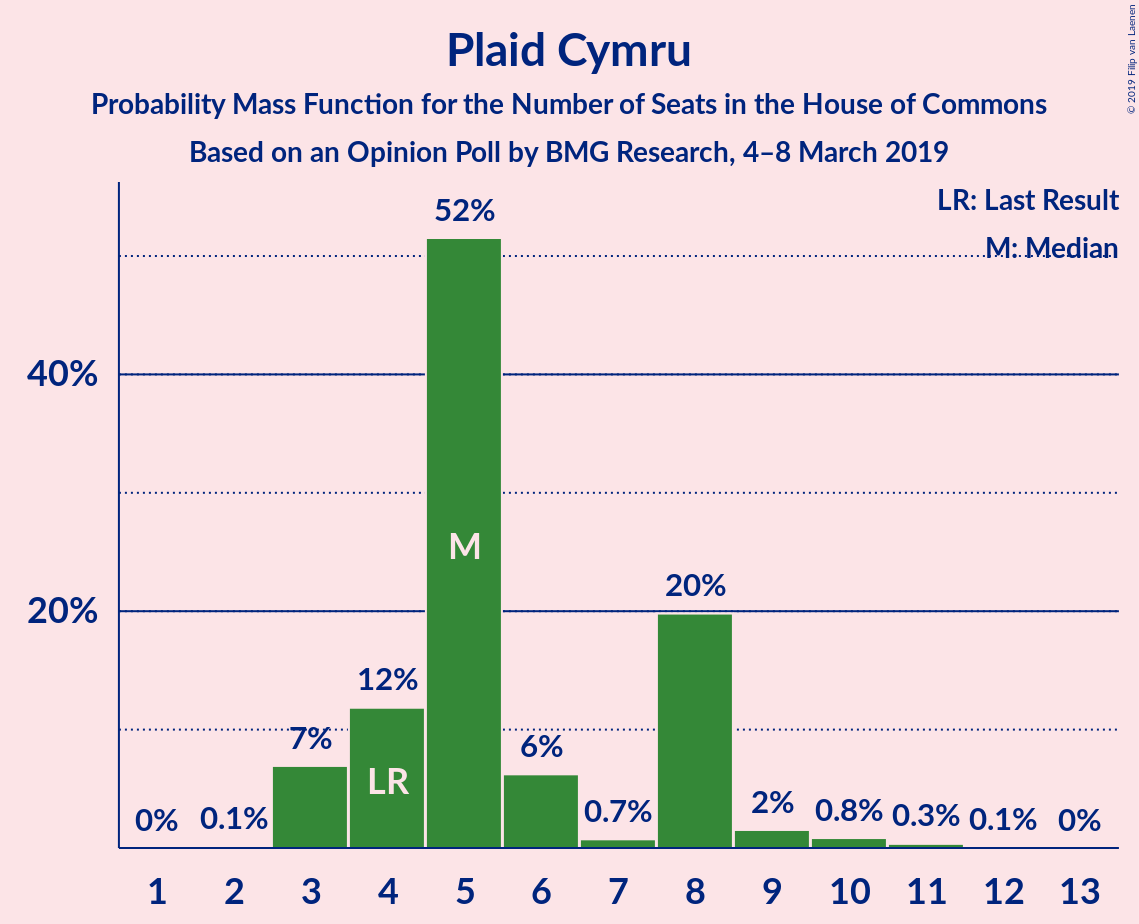 Plaid Cymru
Probability Mass Function for the Number of Seats in the House of Commons
Based on an Opinion Poll by BMG Research, 4–8 March 2019
© 2019 Filip van Laenen
LR: Last Result
M: Median
52%
40%
M
20%
20%
12%
7%
6%
LR
0%
0.1%
0.7%
2%
0.8%
0.3%
0.1%
0%
1 2 3 4 5 6 7 8 9 10 11 12 13